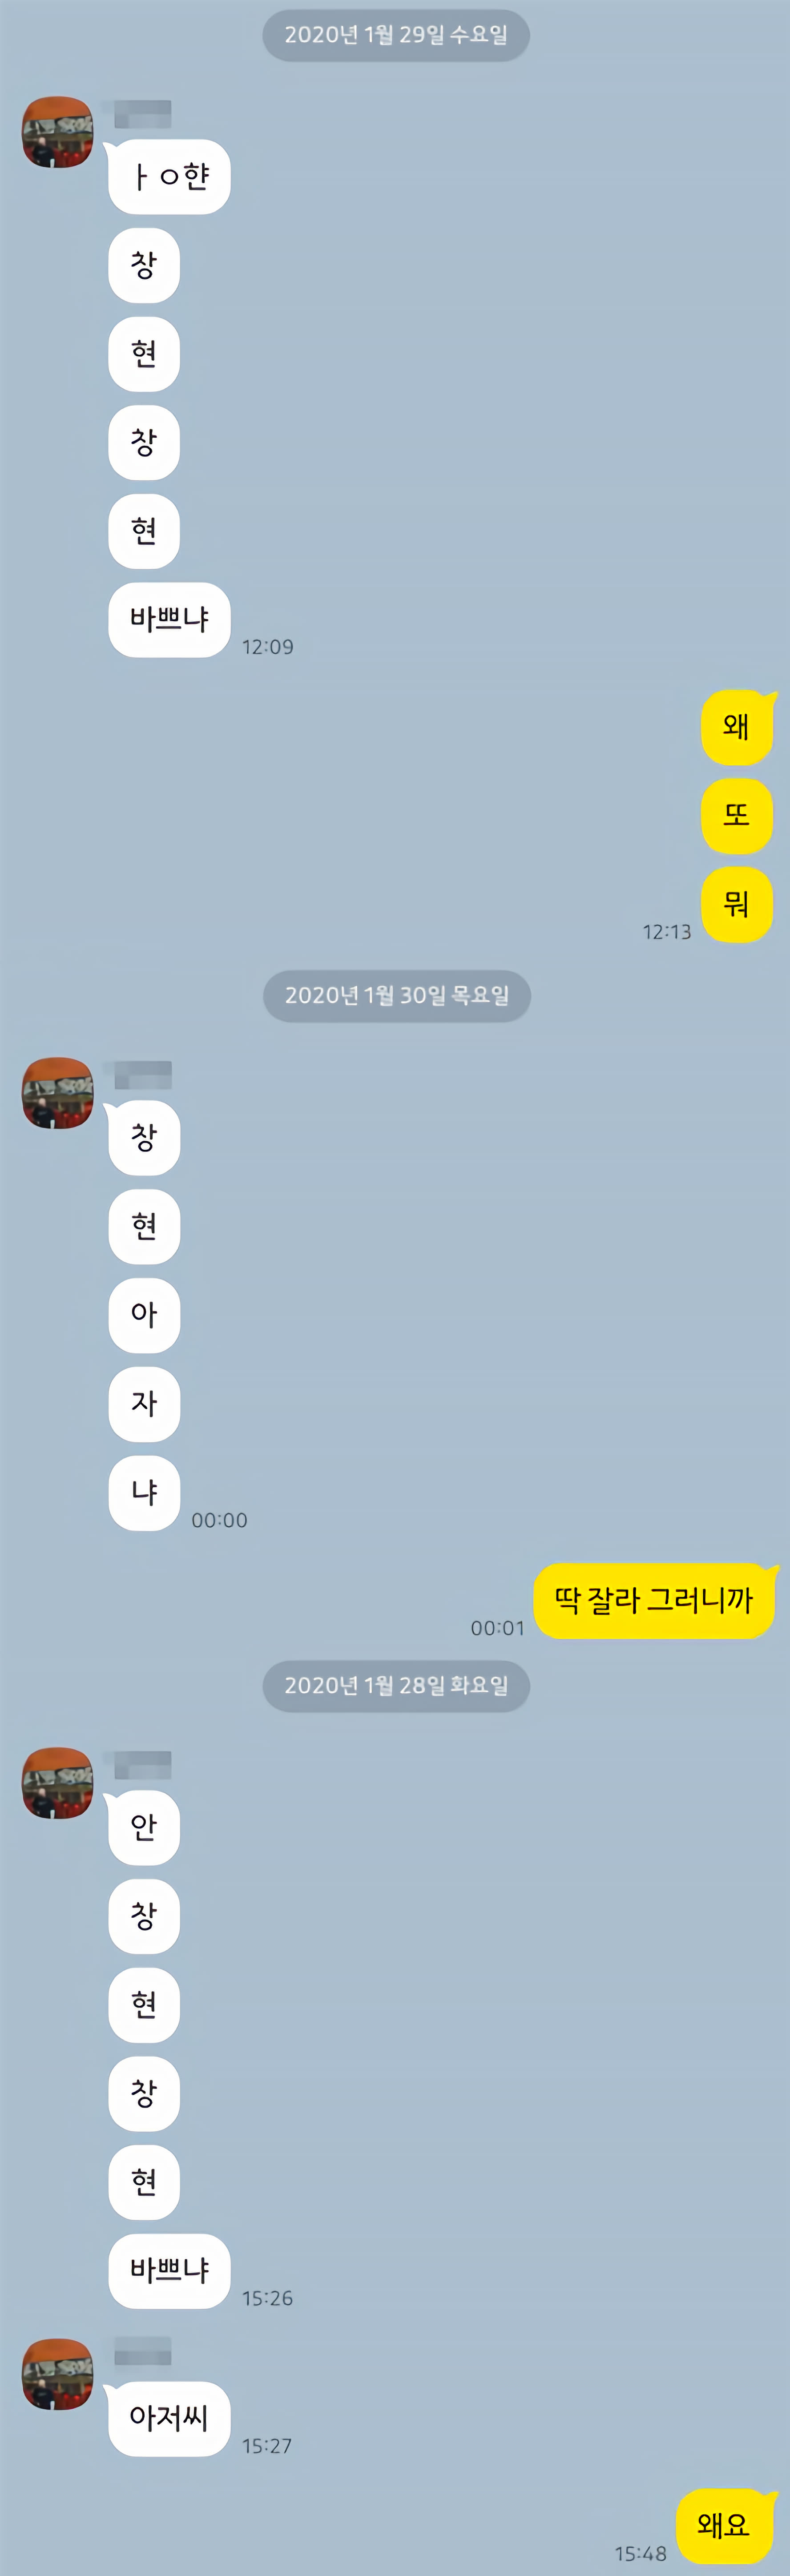 2020년 1월 29일 수요일
ㅏㅇ햔
창
현
창
현
바쁘냐
12:09
왜
또
뭐
12:13
2020년 1월 30일 목요일
창
현
아
자
냐
00:00
딱 잘라 그러니까
00:01
2020년 1월 28일 화요일
안
창
현
창
현
바쁘냐
15:26
아저씨
15:27
왜요
15:48